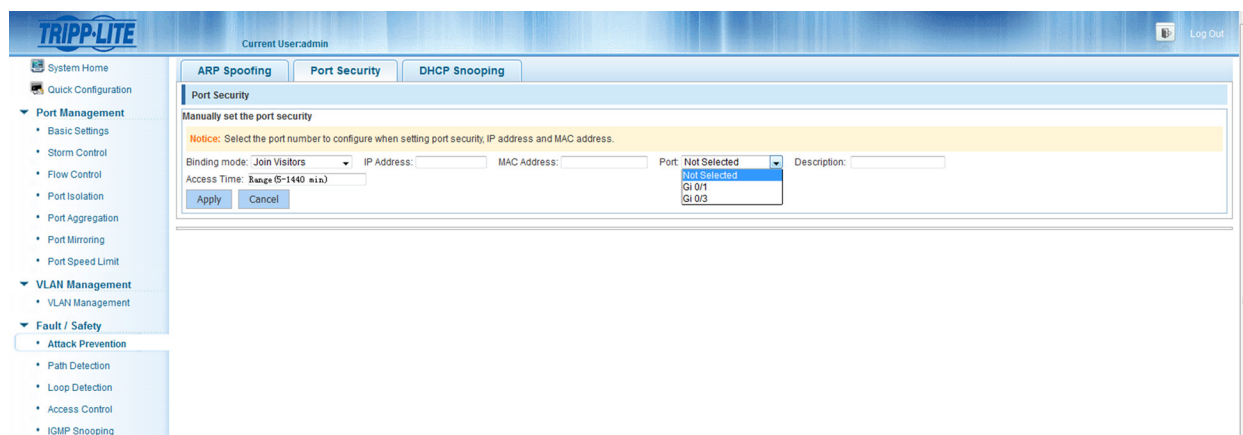 TRIPP·LITE
Current User:admin
Log Out
System Home
Quick Configuration
Port Management
Basic Settings
Storm Control
Flow Control
Port Isolation
Port Aggregation
Port Mirroring
Port Speed Limit
VLAN Management
VLAN Management
Fault / Safety
Attack Prevention
Path Detection
Loop Detection
Access Control
IGMP Snooping
ARP Spoofing Port Security DHCP Snooping
Port Security
Manually set the port security
Notice: Select the port number to configure when setting port security, IP address and MAC address.
Binding mode: Join Visitors IP Address: MAC Address: Port: Not Selected Description:
Not Selected
Gi 0/1
Gi 0/3
Access Time: Range(5-1440 min)
Apply Cancel